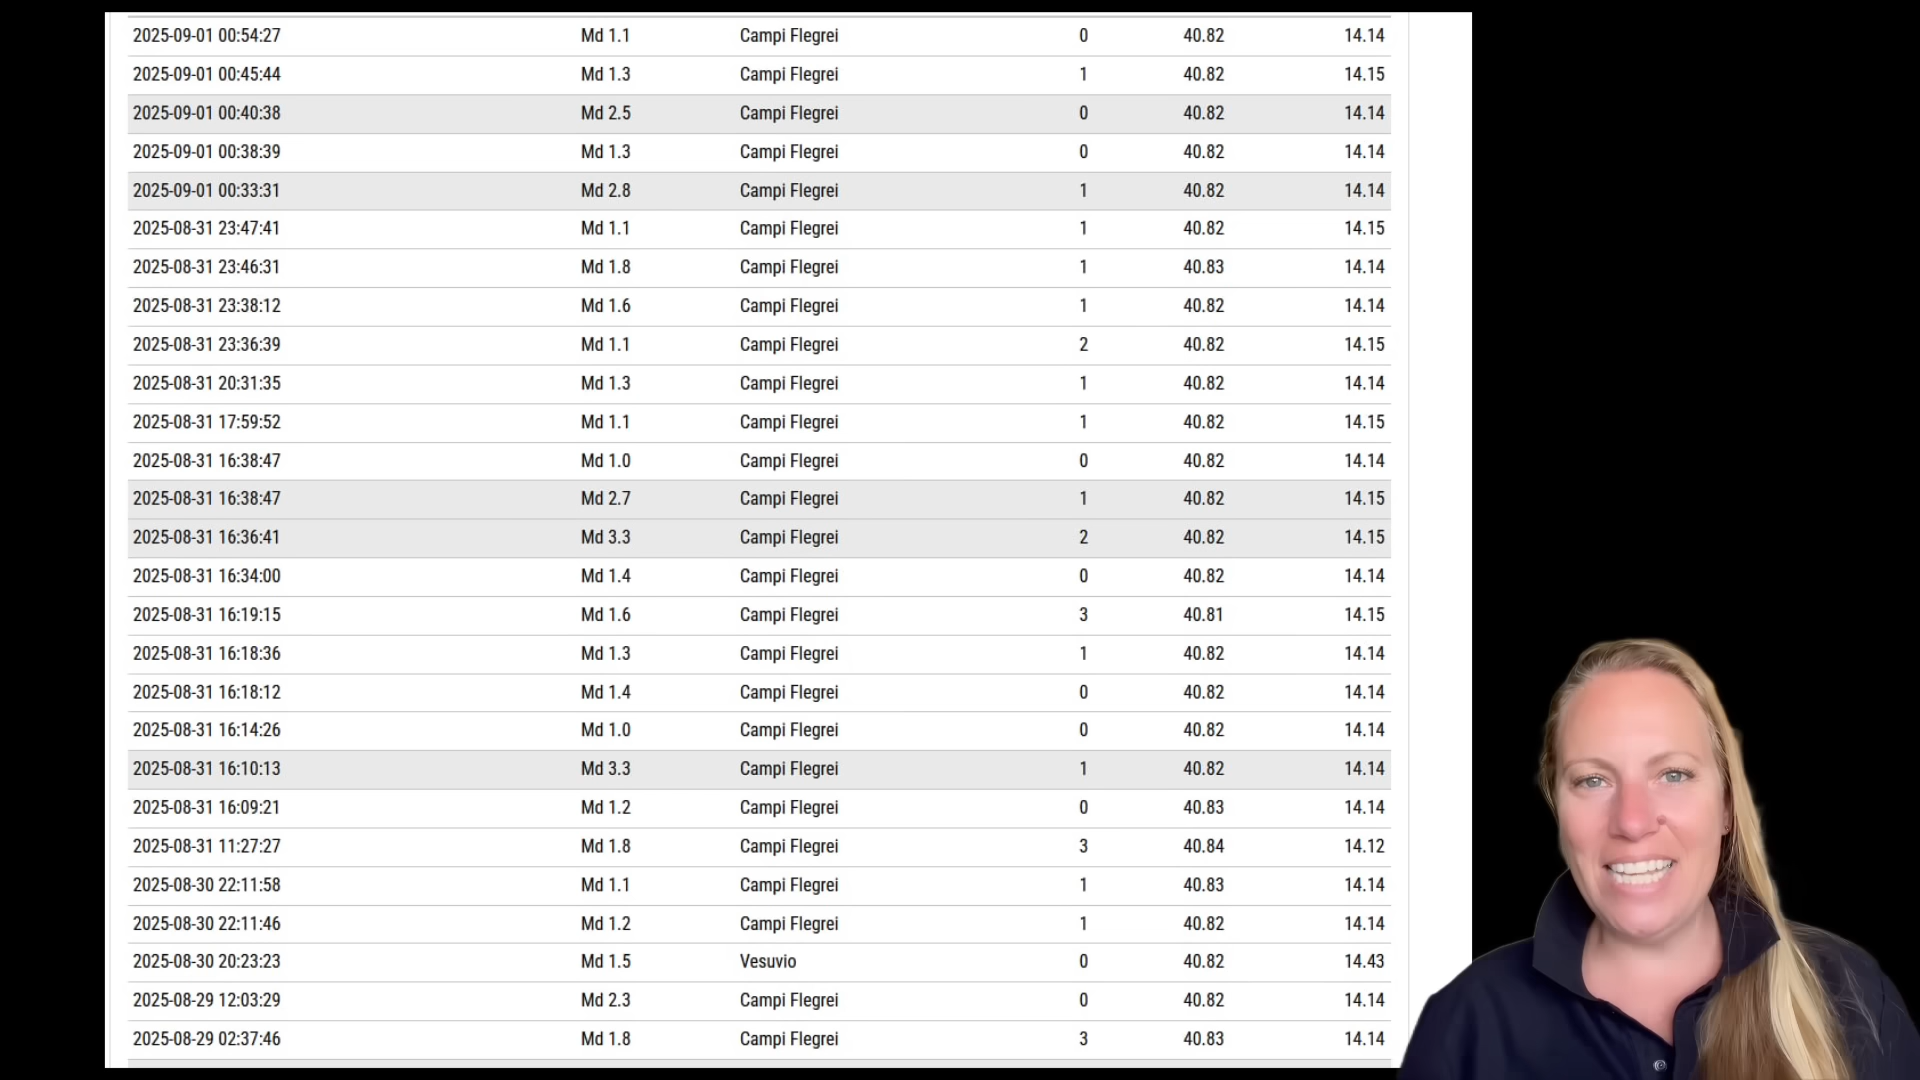 2025-09-01 00:54:27 Md 1.1 Campi Flegrei 0 40.82 14.14
2025-09-01 00:45:44 Md 1.3 Campi Flegrei 1 40.82 14.15
2025-09-01 00:40:38 Md 2.5 Campi Flegrei 0 40.82 14.14
2025-09-01 00:38:39 Md 1.3 Campi Flegrei 0 40.82 14.14
2025-09-01 00:33:31 Md 2.8 Campi Flegrei 1 40.82 14.14
2025-08-31 23:47:41 Md 1.1 Campi Flegrei 1 40.82 14.15
2025-08-31 23:46:31 Md 1.8 Campi Flegrei 1 40.83 14.14
2025-08-31 23:38:12 Md 1.6 Campi Flegrei 1 40.82 14.14
2025-08-31 23:36:39 Md 1.1 Campi Flegrei 2 40.82 14.15
2025-08-31 20:31:35 Md 1.3 Campi Flegrei 1 40.82 14.14
2025-08-31 17:59:52 Md 1.1 Campi Flegrei 1 40.82 14.15
2025-08-31 16:38:47 Md 1.0 Campi Flegrei 0 40.82 14.14
2025-08-31 16:38:47 Md 2.7 Campi Flegrei 1 40.82 14.15
2025-08-31 16:36:41 Md 3.3 Campi Flegrei 2 40.82 14.15
2025-08-31 16:34:00 Md 1.4 Campi Flegrei 0 40.82 14.14
2025-08-31 16:19:15 Md 1.6 Campi Flegrei 3 40.81 14.15
2025-08-31 16:18:36 Md 1.3 Campi Flegrei 1 40.82 14.14
2025-08-31 16:18:12 Md 1.4 Campi Flegrei 0 40.82 14.14
2025-08-31 16:14:26 Md 1.0 Campi Flegrei 0 40.82 14.14
2025-08-31 16:10:13 Md 3.3 Campi Flegrei 1 40.82 14.14
2025-08-31 16:09:21 Md 1.2 Campi Flegrei 0 40.83 14.14
2025-08-31 11:27:27 Md 1.8 Campi Flegrei 3 40.84 14.12
2025-08-30 22:11:58 Md 1.1 Campi Flegrei 1 40.83 14.14
2025-08-30 22:11:46 Md 1.2 Campi Flegrei 1 40.82 14.14
2025-08-30 20:23:23 Md 1.5 Vesuvio 0 40.82 14.43
2025-08-29 12:03:29 Md 2.3 Campi Flegrei 0 40.82 14.14
2025-08-29 02:37:46 Md 1.8 Campi Flegrei 3 40.83 14.14